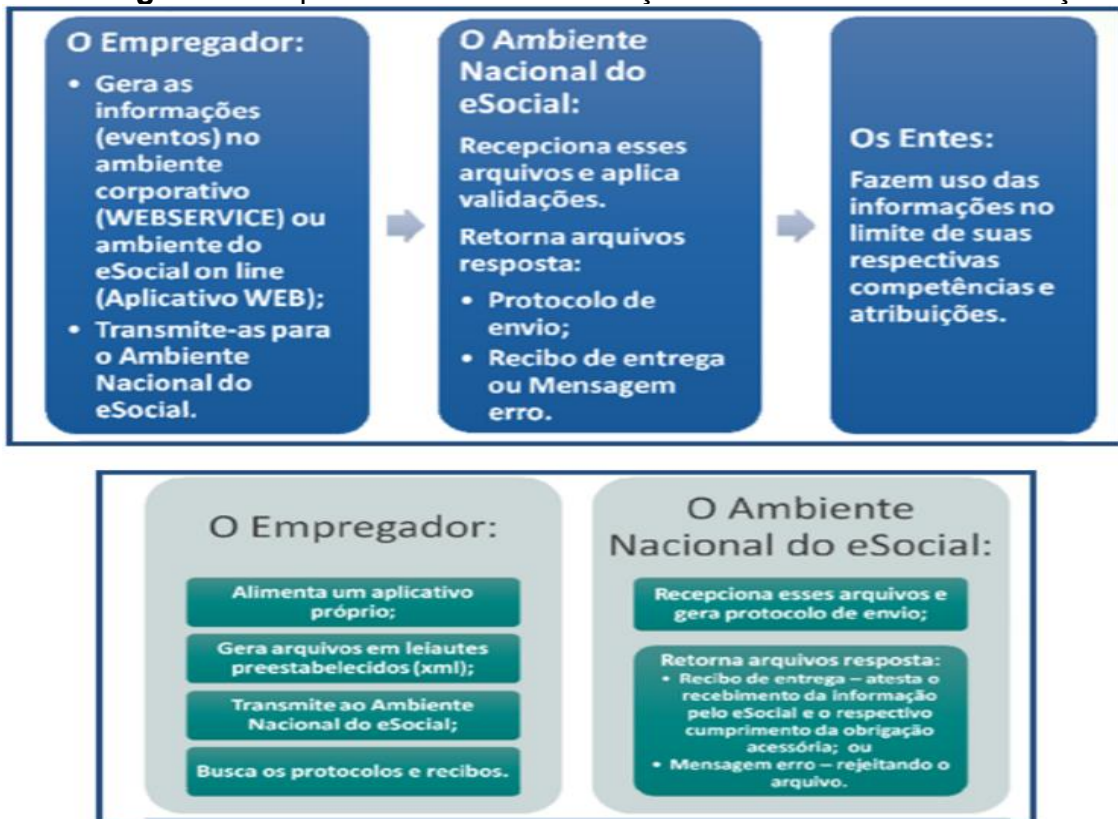 O Empregador:
• Gera as
informações
(eventos) no
ambiente
corporativo
(WEBSERVICE) ou
ambiente do
eSocial on line
(Aplicativo WEB);
• Transmite-as para
o Ambiente
Nacional do
eSocial.
O Ambiente
Nacional do
eSocial:
Recepciona esses
arquivos e aplica
validações.
Retorna arquivos
resposta:
• Protocolo de
envio;
• Recibo de entrega
ou Mensagem
erro.
Os Entes:
Fazem uso das
informações no
limite de suas
respectivas
competências e
atribuições.
O Empregador:
Alimenta um aplicativo
próprio;
Gera arquivos em leiautes
preestabelecidos (xml);
Transmite ao Ambiente
Nacional do eSocial;
Busca os protocolos e recibos.
O Ambiente
Nacional do eSocial:
Recepciona esses arquivos e
gera protocolo de envio;
Retorna arquivos resposta:
• Recibo de entrega – atesta o
recebimento da informação
pelo eSocial e o respectivo
cumprimento da obrigação
acessória; ou
• Mensagem erro – rejeitando o
arquivo.